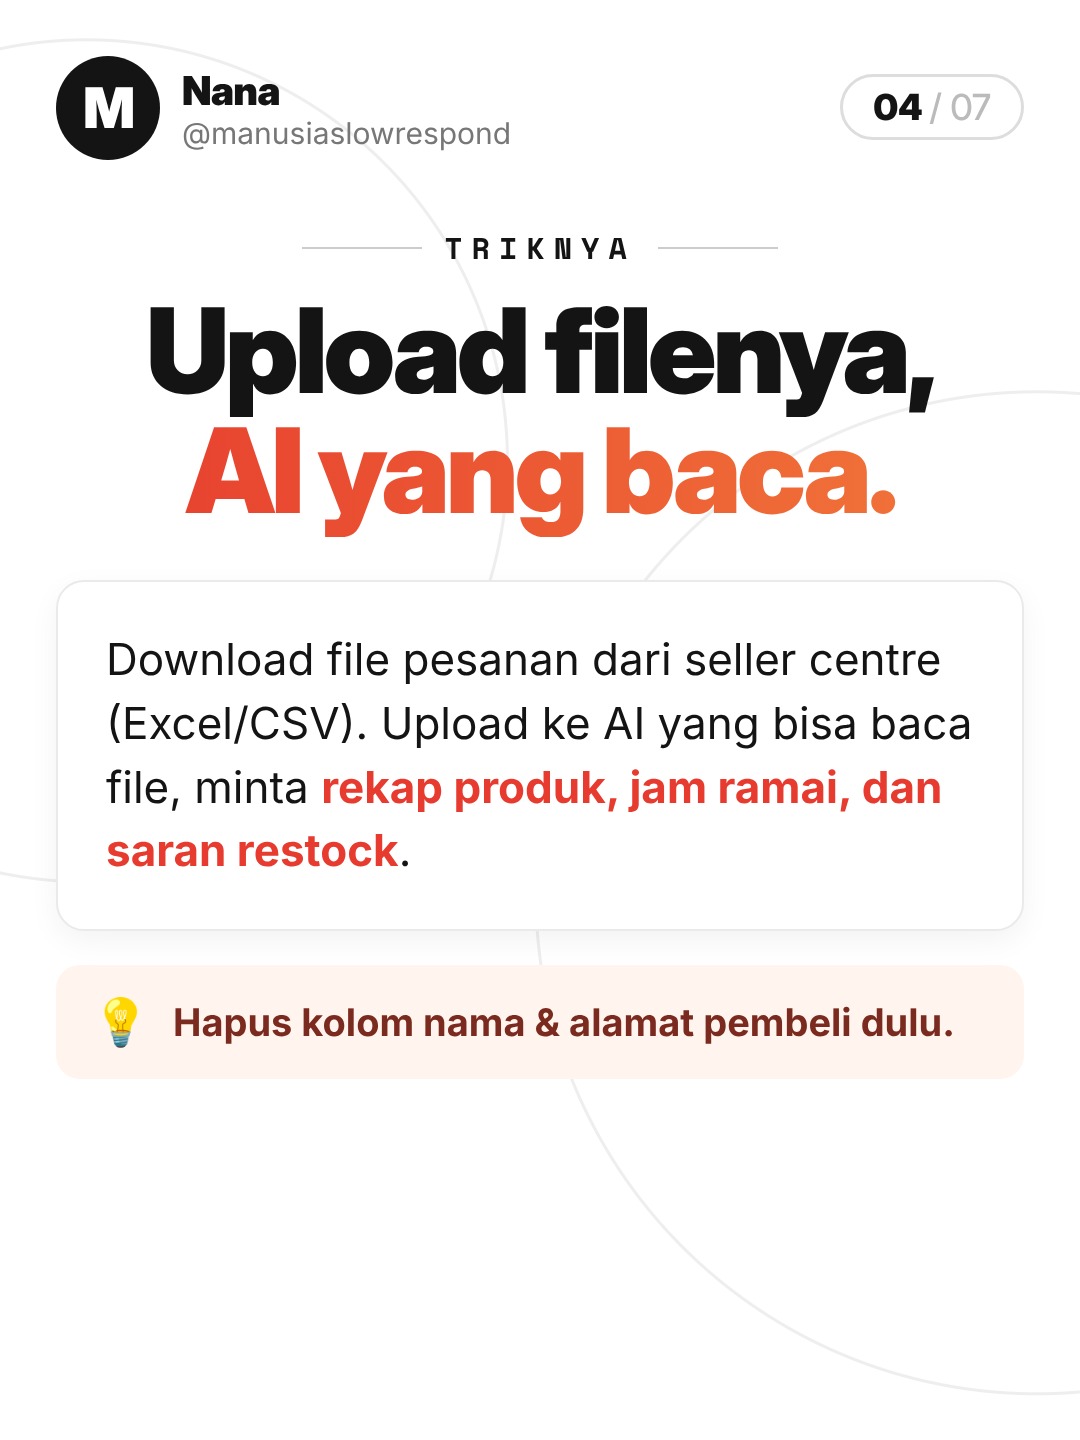 M
Nana
@manusiaslowrespond
04 / 07
TRIKNYA
Upload filenya,
AI yang baca.
Download file pesanan dari seller centre
(Excel/CSV). Upload ke AI yang bisa baca
file, minta rekap produk, jam ramai, dan
saran restock.
💡 Hapus kolom nama & alamat pembeli dulu.